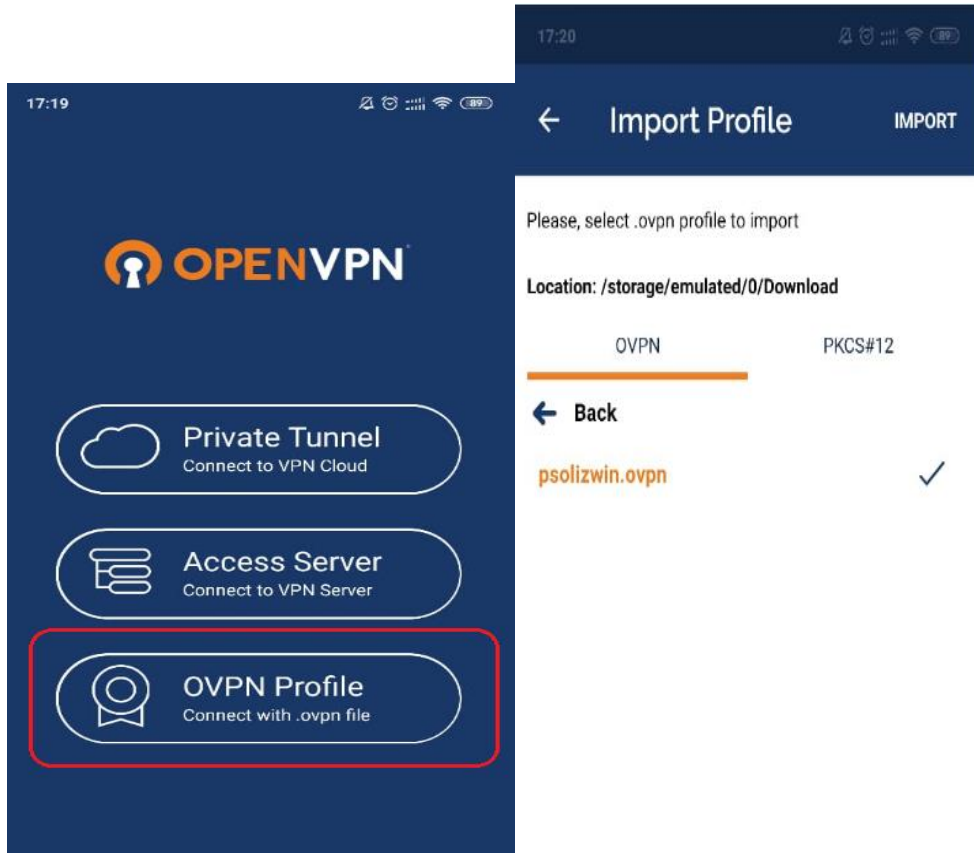 17:19
89
OPENVPN
Private Tunnel
Connect to VPN Cloud
Access Server
Connect to VPN Server
OVPN Profile
Connect with .ovpn file
17:20
89
Import Profile
IMPORT
Please, select .ovpn profile to import
Location: /storage/emulated/0/Download
OVPN
PKCS#12
Back
psolizwin.ovpn